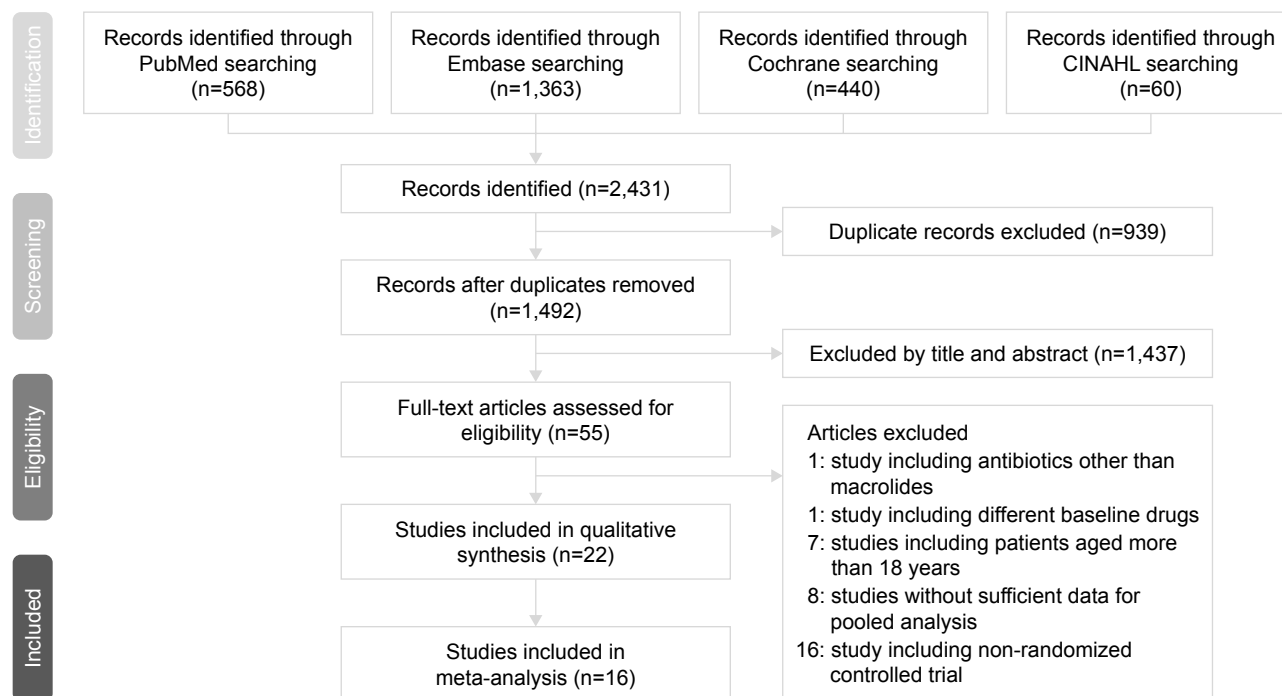 Identification
Records identified through
PubMed searching
(n=568)
Records identified through
Embase searching
(n=1,363)
Records identified through
Cochrane searching
(n=440)
Records identified through
CINAHL searching
(n=60)
Records identified (n=2,431)
Screening
Duplicate records excluded (n=939)
Records after duplicates removed
(n=1,492)
Excluded by title and abstract (n=1,437)
Eligibility
Full-text articles assessed for
eligibility (n=55)
Articles excluded
1: study including antibiotics other than
macrolides
1: study including different baseline drugs
7: studies including patients aged more
than 18 years
8: studies without sufficient data for
pooled analysis
16: study including non-randomized
controlled trial
Studies included in qualitative
synthesis (n=22)
Included
Studies included in
meta-analysis (n=16)